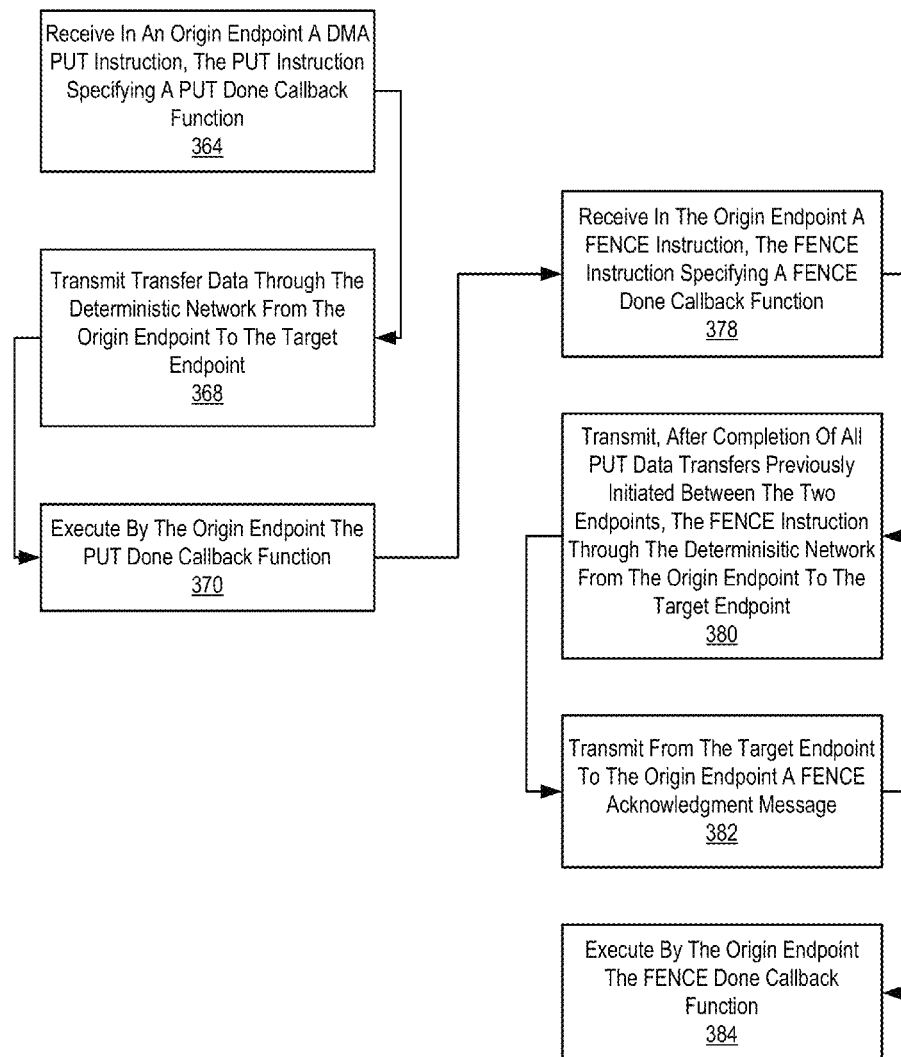 Receive In An Origin Endpoint A DMA
PUT Instruction, The PUT Instruction
Specifying A PUT Done Callback
Function
364
Transmit Transfer Data Through The
Deterministic Network From The
Origin Endpoint To The Target
Endpoint
368
Execute By The Origin Endpoint The
PUT Done Callback Function
370
Receive In The Origin Endpoint A
FENCE Instruction, The FENCE
Instruction Specifying A FENCE
Done Callback Function
378
Transmit, After Completion Of All
PUT Data Transfers Previously
Initiated Between The Two
Endpoints, The FENCE Instruction
Through The Determinisitic Network
From The Origin Endpoint To The
Target Endpoint
380
Transmit From The Target Endpoint
To The Origin Endpoint A FENCE
Acknowledgment Message
382
Execute By The Origin Endpoint
The FENCE Done Callback
Function
384